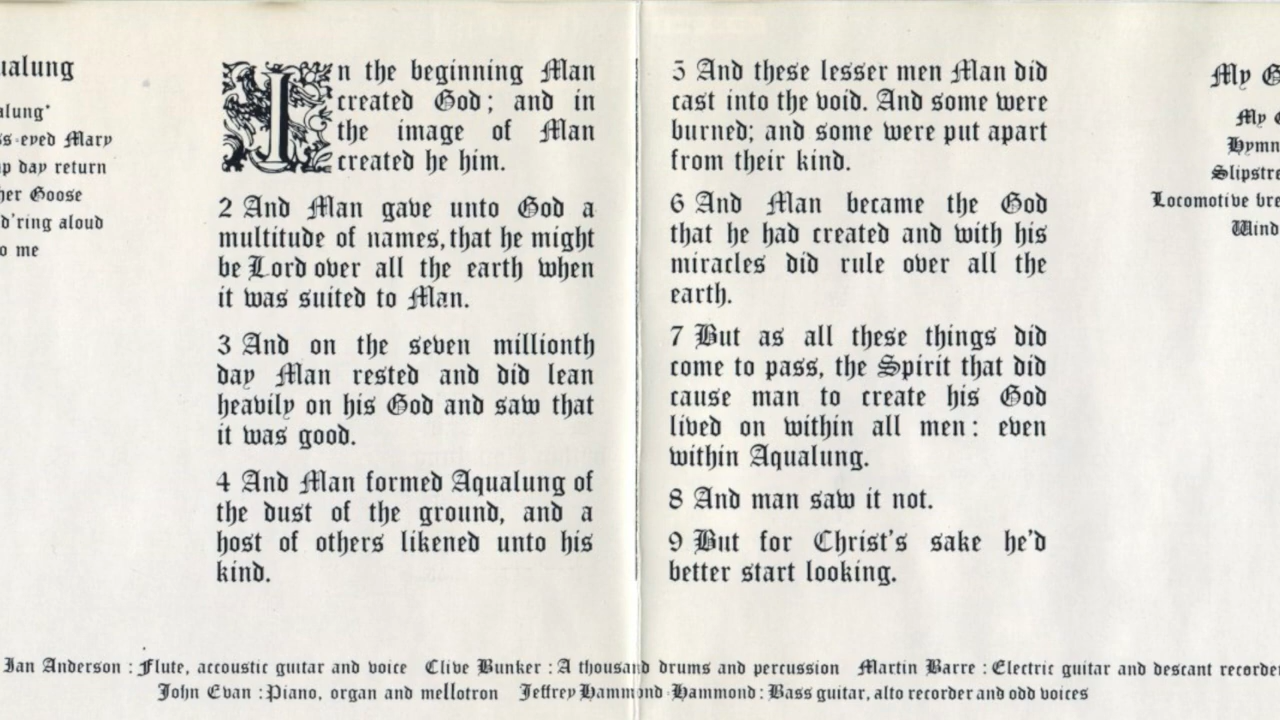 ualung
alung*
ss-eyed Mary
p day return
her Goose
d'ring aloud
o me
In the beginning Man
created God; and in
the image of Man
created he him.
2 And Man gave unto God a
multitude of names, that he might
be Lord over all the earth when
it was suited to Man.
3 And on the seven millionth
day Man rested and did lean
heavily on his God and saw that
it was good.
4 And Man formed Aqualung of
the dust of the ground, and a
host of others likened unto his
kind.
5 And these lesser men Man did
cast into the void. And some were
burned; and some were put apart
from their kind.
6 And Man became the God
that he had created and with his
miracles did rule over all the
earth.
7 But as all these things did
come to pass, the Spirit that did
cause man to create his God
lived on within all men: even
within Aqualung.
8 And man saw it not.
9 But for Christ's sake he'd
better start looking.
My G
My G
Hymn
Slipstre
Locomotive bre
Wind
Ian Anderson : Flute, accoustic guitar and voice Clive Bunker : A thousand drums and percussion Martin Barre : Electric guitar and descant recorder
John Evan : Piano, organ and mellotron Jeffrey Hammond-Hammond : Bass guitar, alto recorder and odd voices